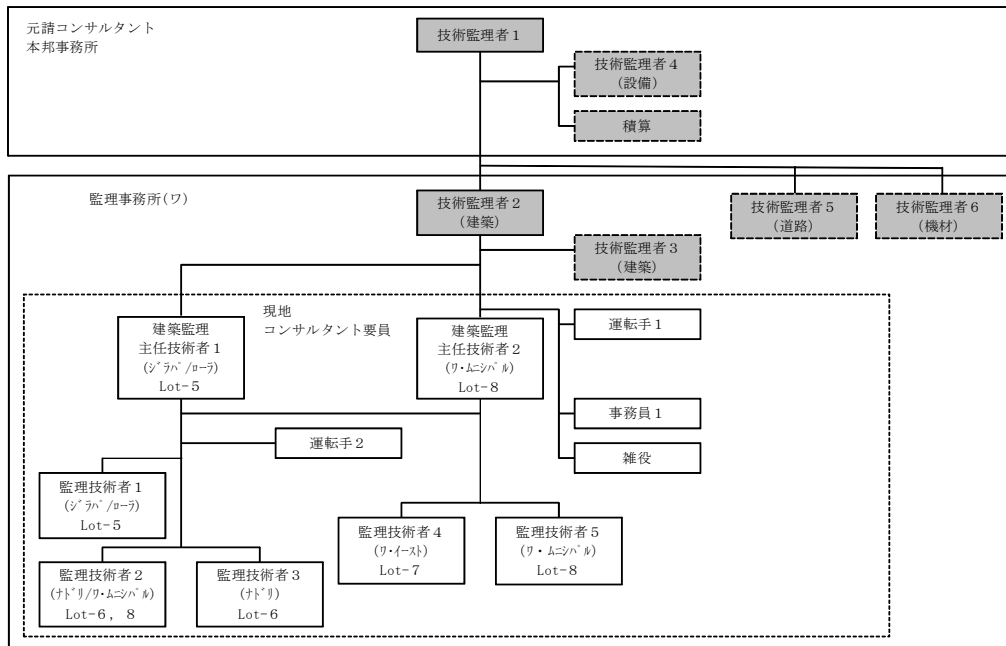 元請コンサルタント
本邦事務所
技術監理者１
技術監理者４
(設備)
積算
監理事務所(ワ)
技術監理者２
(建築)
技術監理者５
(道路)
技術監理者６
(機材)
技術監理者３
(建築)
現地
コンサルタント要員
建築監理
主任技術者１
(ｼﾞﾗﾊﾟ/ﾛｰﾗ)
Lot-5
建築監理
主任技術者２
(ﾜ・ﾑﾆｼﾊﾟﾙ)
Lot-8
運転手１
事務員１
雑役
運転手２
監理技術者１
(ｼﾞﾗﾊﾟ/ﾛｰﾗ)
Lot-5
監理技術者４
(ﾜ・ｲｰｽﾄ)
Lot-7
監理技術者５
(ﾜ・ﾑﾆｼﾊﾟﾙ)
Lot-8
監理技術者２
(ﾅﾄﾞﾘ/ﾜ・ﾑﾆｼﾊﾟﾙ)
Lot-6, 8
監理技術者３
(ﾅﾄﾞﾘ)
Lot-6